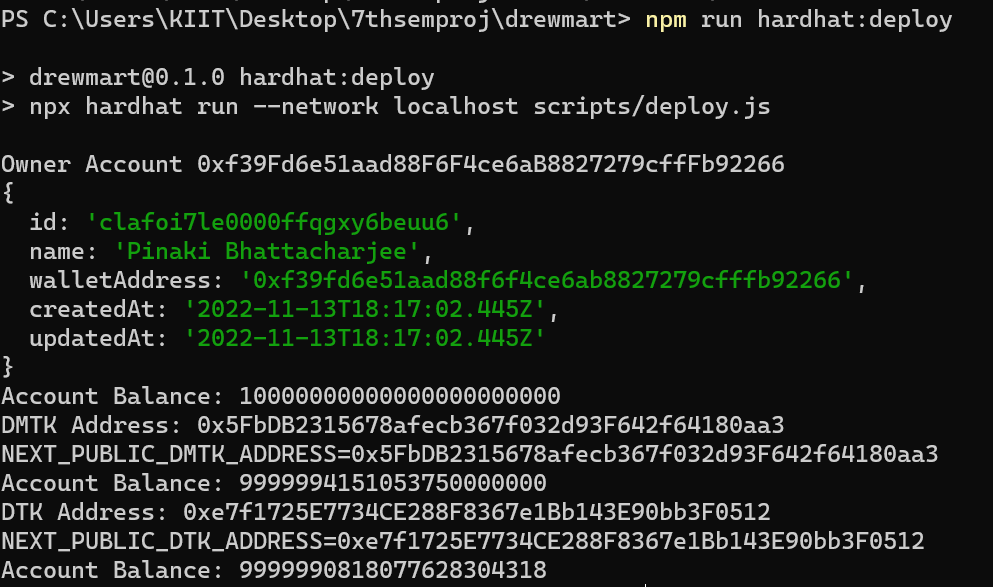 PS C:\Users\KIIT\Desktop\7thsemproj\drewmart> npm run hardhat:deploy
> drewmart@0.1.0 hardhat:deploy
> npx hardhat run --network localhost scripts/deploy.js
Owner Account 0xf39Fd6e51aad88F6F4ce6aB8827279cffFb92266
{
id: 'clafoi7le0000ffqgxy6beuu6',
name: 'Pinaki Bhattacharjee',
walletAddress: '0xf39fd6e51aad88f6f4ce6ab8827279cfffb92266',
createdAt: '2022-11-13T18:17:02.445Z',
updatedAt: '2022-11-13T18:17:02.445Z'
}
Account Balance: 10000000000000000000000
DMTK Address: 0x5FbDB2315678afecb367f032d93F642f64180aa3
NEXT_PUBLIC_DMTK_ADDRESS=0x5FbDB2315678afecb367f032d93F642f64180aa3
Account Balance: 9999994151053750000000
DTK Address: 0xe7f1725E7734CE288F8367e1Bb143E90bb3F0512
NEXT_PUBLIC_DTK_ADDRESS=0xe7f1725E7734CE288F8367e1Bb143E90bb3F0512
Account Balance: 9999990818077628304318